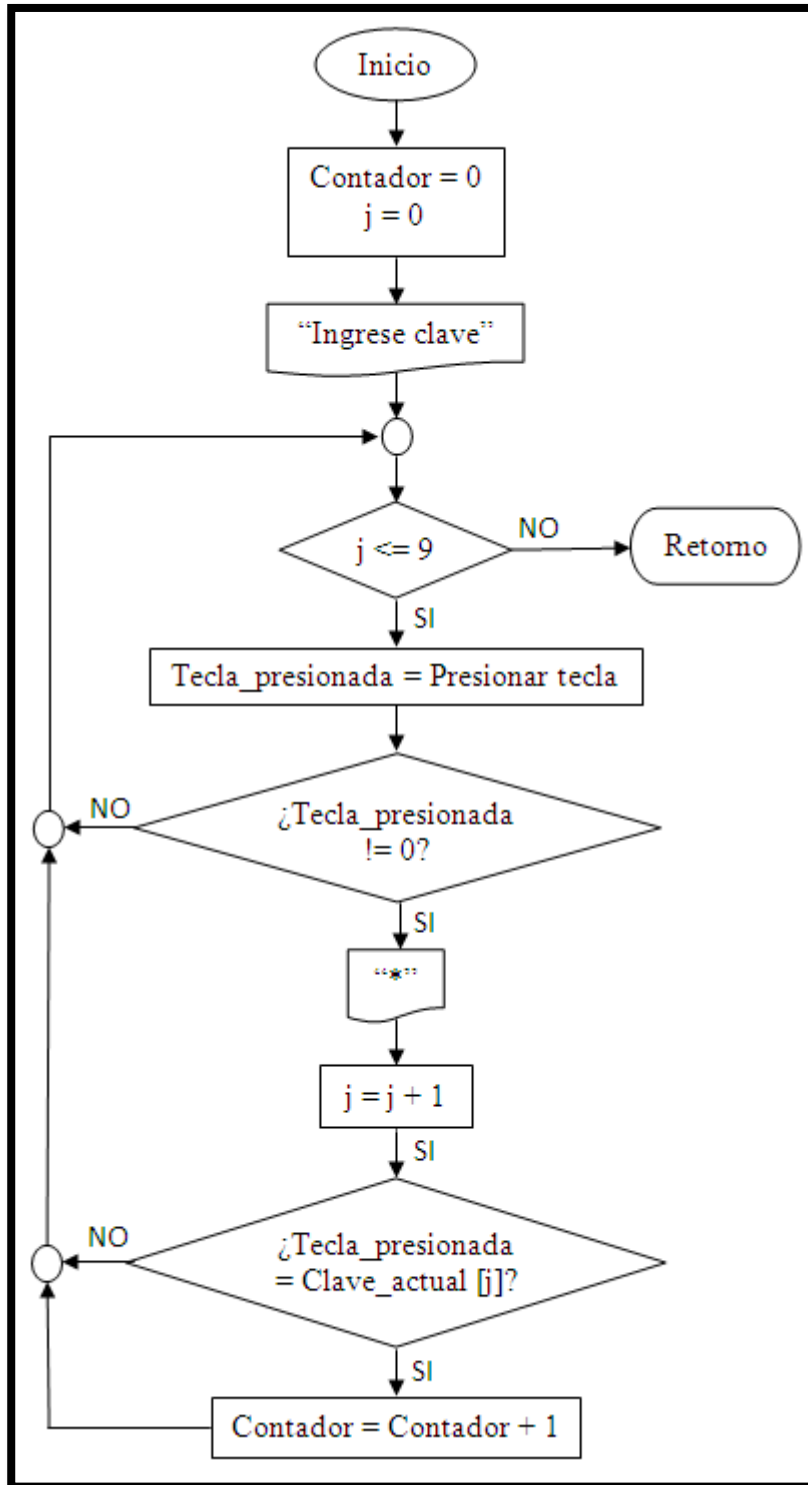 Inicio
Contador = 0
j = 0
“Ingrese clave”
j <= 9
NO
Retorno
SI
Tecla_presionada = Presionar tecla
NO
¿Tecla_presionada
!= 0?
SI
“*”
j = j + 1
SI
NO
¿Tecla_presionada
= Clave_actual [j]?
SI
Contador = Contador + 1